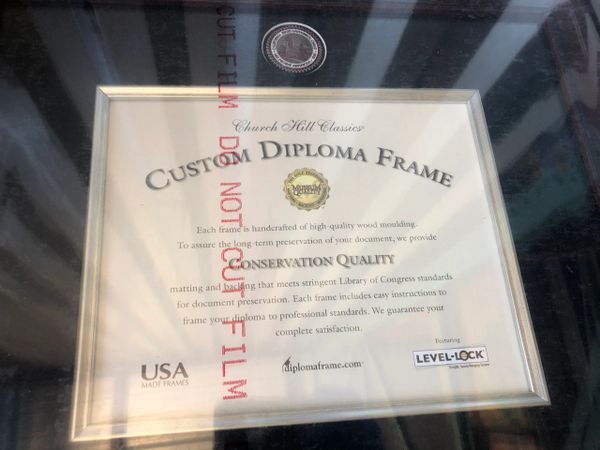 Church Hill Classics
CUSTOM DIPLOMA FRAME
MUSEUM
QUALITY
Each frame is handcrafted of high-quality wood moulding.
To assure the long-term preservation of your document, we provide
CONSERVATION QUALITY
matting and backing that meets stringent Library of Congress standards
for document preservation. Each frame includes easy instructions to
frame your diploma to professional standards. We guarantee your
complete satisfaction.
USA
MADE FRAMES
diplomaframe.com
Featuring
LEVEL-LOCK
CUT FILM DO NOT CUT FILM